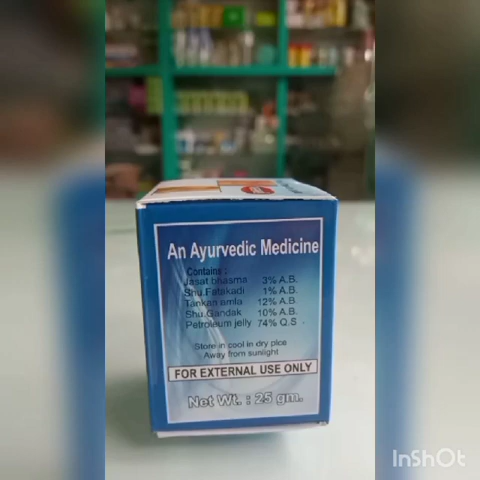 An Ayurvedic Medicine
Contains :
Jasat bhasma 3% A.B.
Shu.Fatakadi 1% A.B.
Tankan amla 12% A.B.
Shu.Gandak 10% A.B.
Petroleum jelly 74% Q.S .
Store in cool in dry plce
Away from sunlight
FOR EXTERNAL USE ONLY
Net Wt. : 25 gm.
InShOt